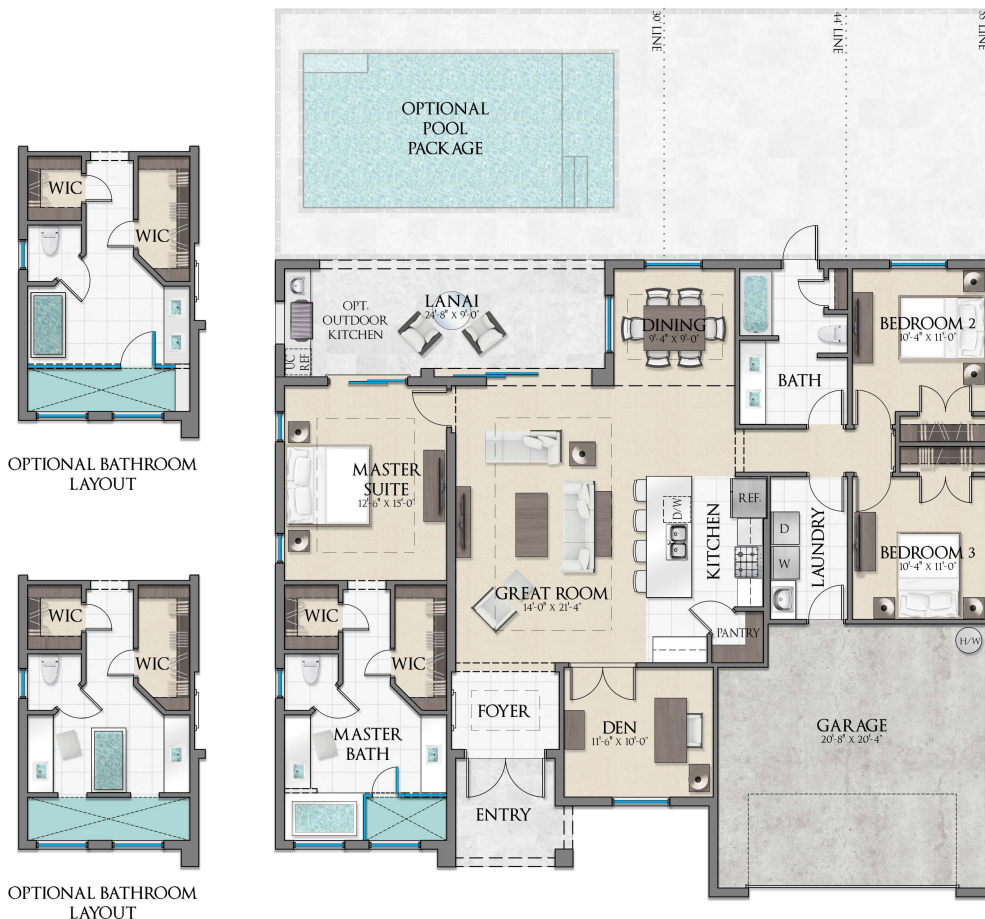 30' LINE
44' LINE
OPTIONAL
POOL
PACKAGE
WIC
WIC
OPTIONAL BATHROOM
LAYOUT
OPT.
OUTDOOR
KITCHEN
U/C
REF
LANAI
24'-8" X 9'-0"
DINING
9'-4" X 9'-0"
BATH
BEDROOM 2
10'-4" X 11'-0"
MASTER
SUITE
12'-6" X 15'-0"
D/W
KITCHEN
REF.
D
W
LAUNDRY
BEDROOM 3
10'-4" X 11'-0"
GREAT ROOM
14'-0" X 21'-4"
PANTRY
H/W
WIC
WIC
WIC
WIC
MASTER
BATH
FOYER
DEN
11'-6" X 10'-0"
GARAGE
20'-8" X 20'-4"
ENTRY
OPTIONAL BATHROOM
LAYOUT